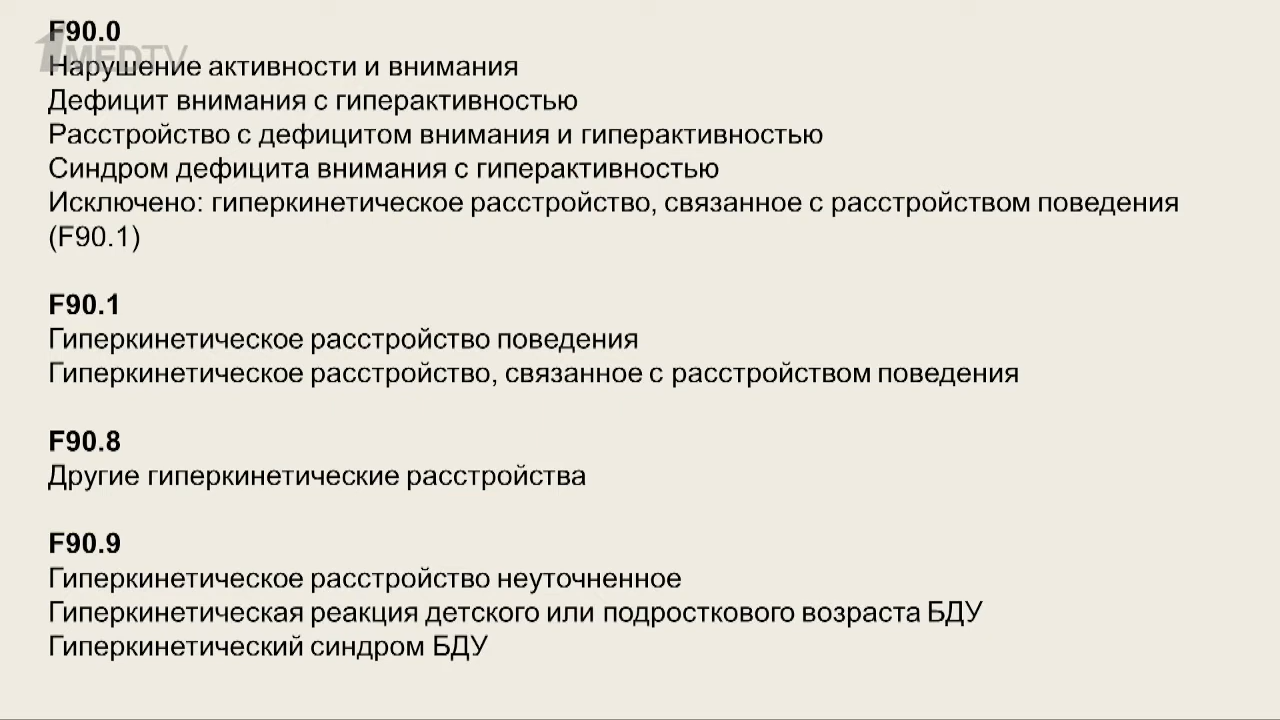 F90.0
1MEDTV
Нарушение активности и внимания
Дефицит внимания с гиперактивностью
Расстройство с дефицитом внимания и гиперактивностью
Синдром дефицита внимания с гиперактивностью
Исключено: гиперкинетическое расстройство, связанное с расстройством поведения
(F90.1)
F90.1
Гиперкинетическое расстройство поведения
Гиперкинетическое расстройство, связанное с расстройством поведения
F90.8
Другие гиперкинетические расстройства
F90.9
Гиперкинетическое расстройство неуточненное
Гиперкинетическая реакция детского или подросткового возраста БДУ
Гиперкинетический синдром БДУ